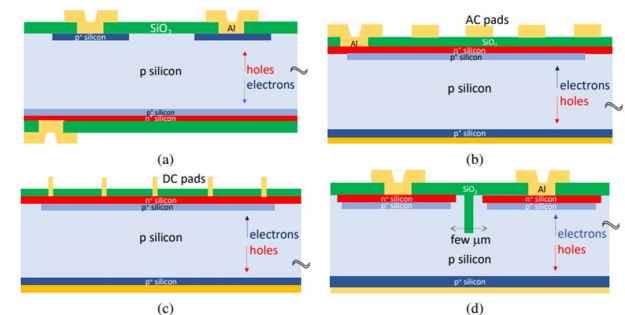 SiO₂ Al
p⁺ silicon
holes
p silicon electrons
p⁺ silicon
n⁺ silicon
(a)
AC pads
Al SiO₂
n⁺ silicon
p⁺ silicon
electrons
p silicon holes
p⁺ silicon
(b)
DC pads
n⁺ silicon
p⁺ silicon
p silicon electrons
holes
p⁺ silicon
(c)
SiO₂ Al
n⁺ silicon n⁺ silicon
p⁺ silicon p⁺ silicon
few μm electrons
p silicon holes
p⁺ silicon
(d)